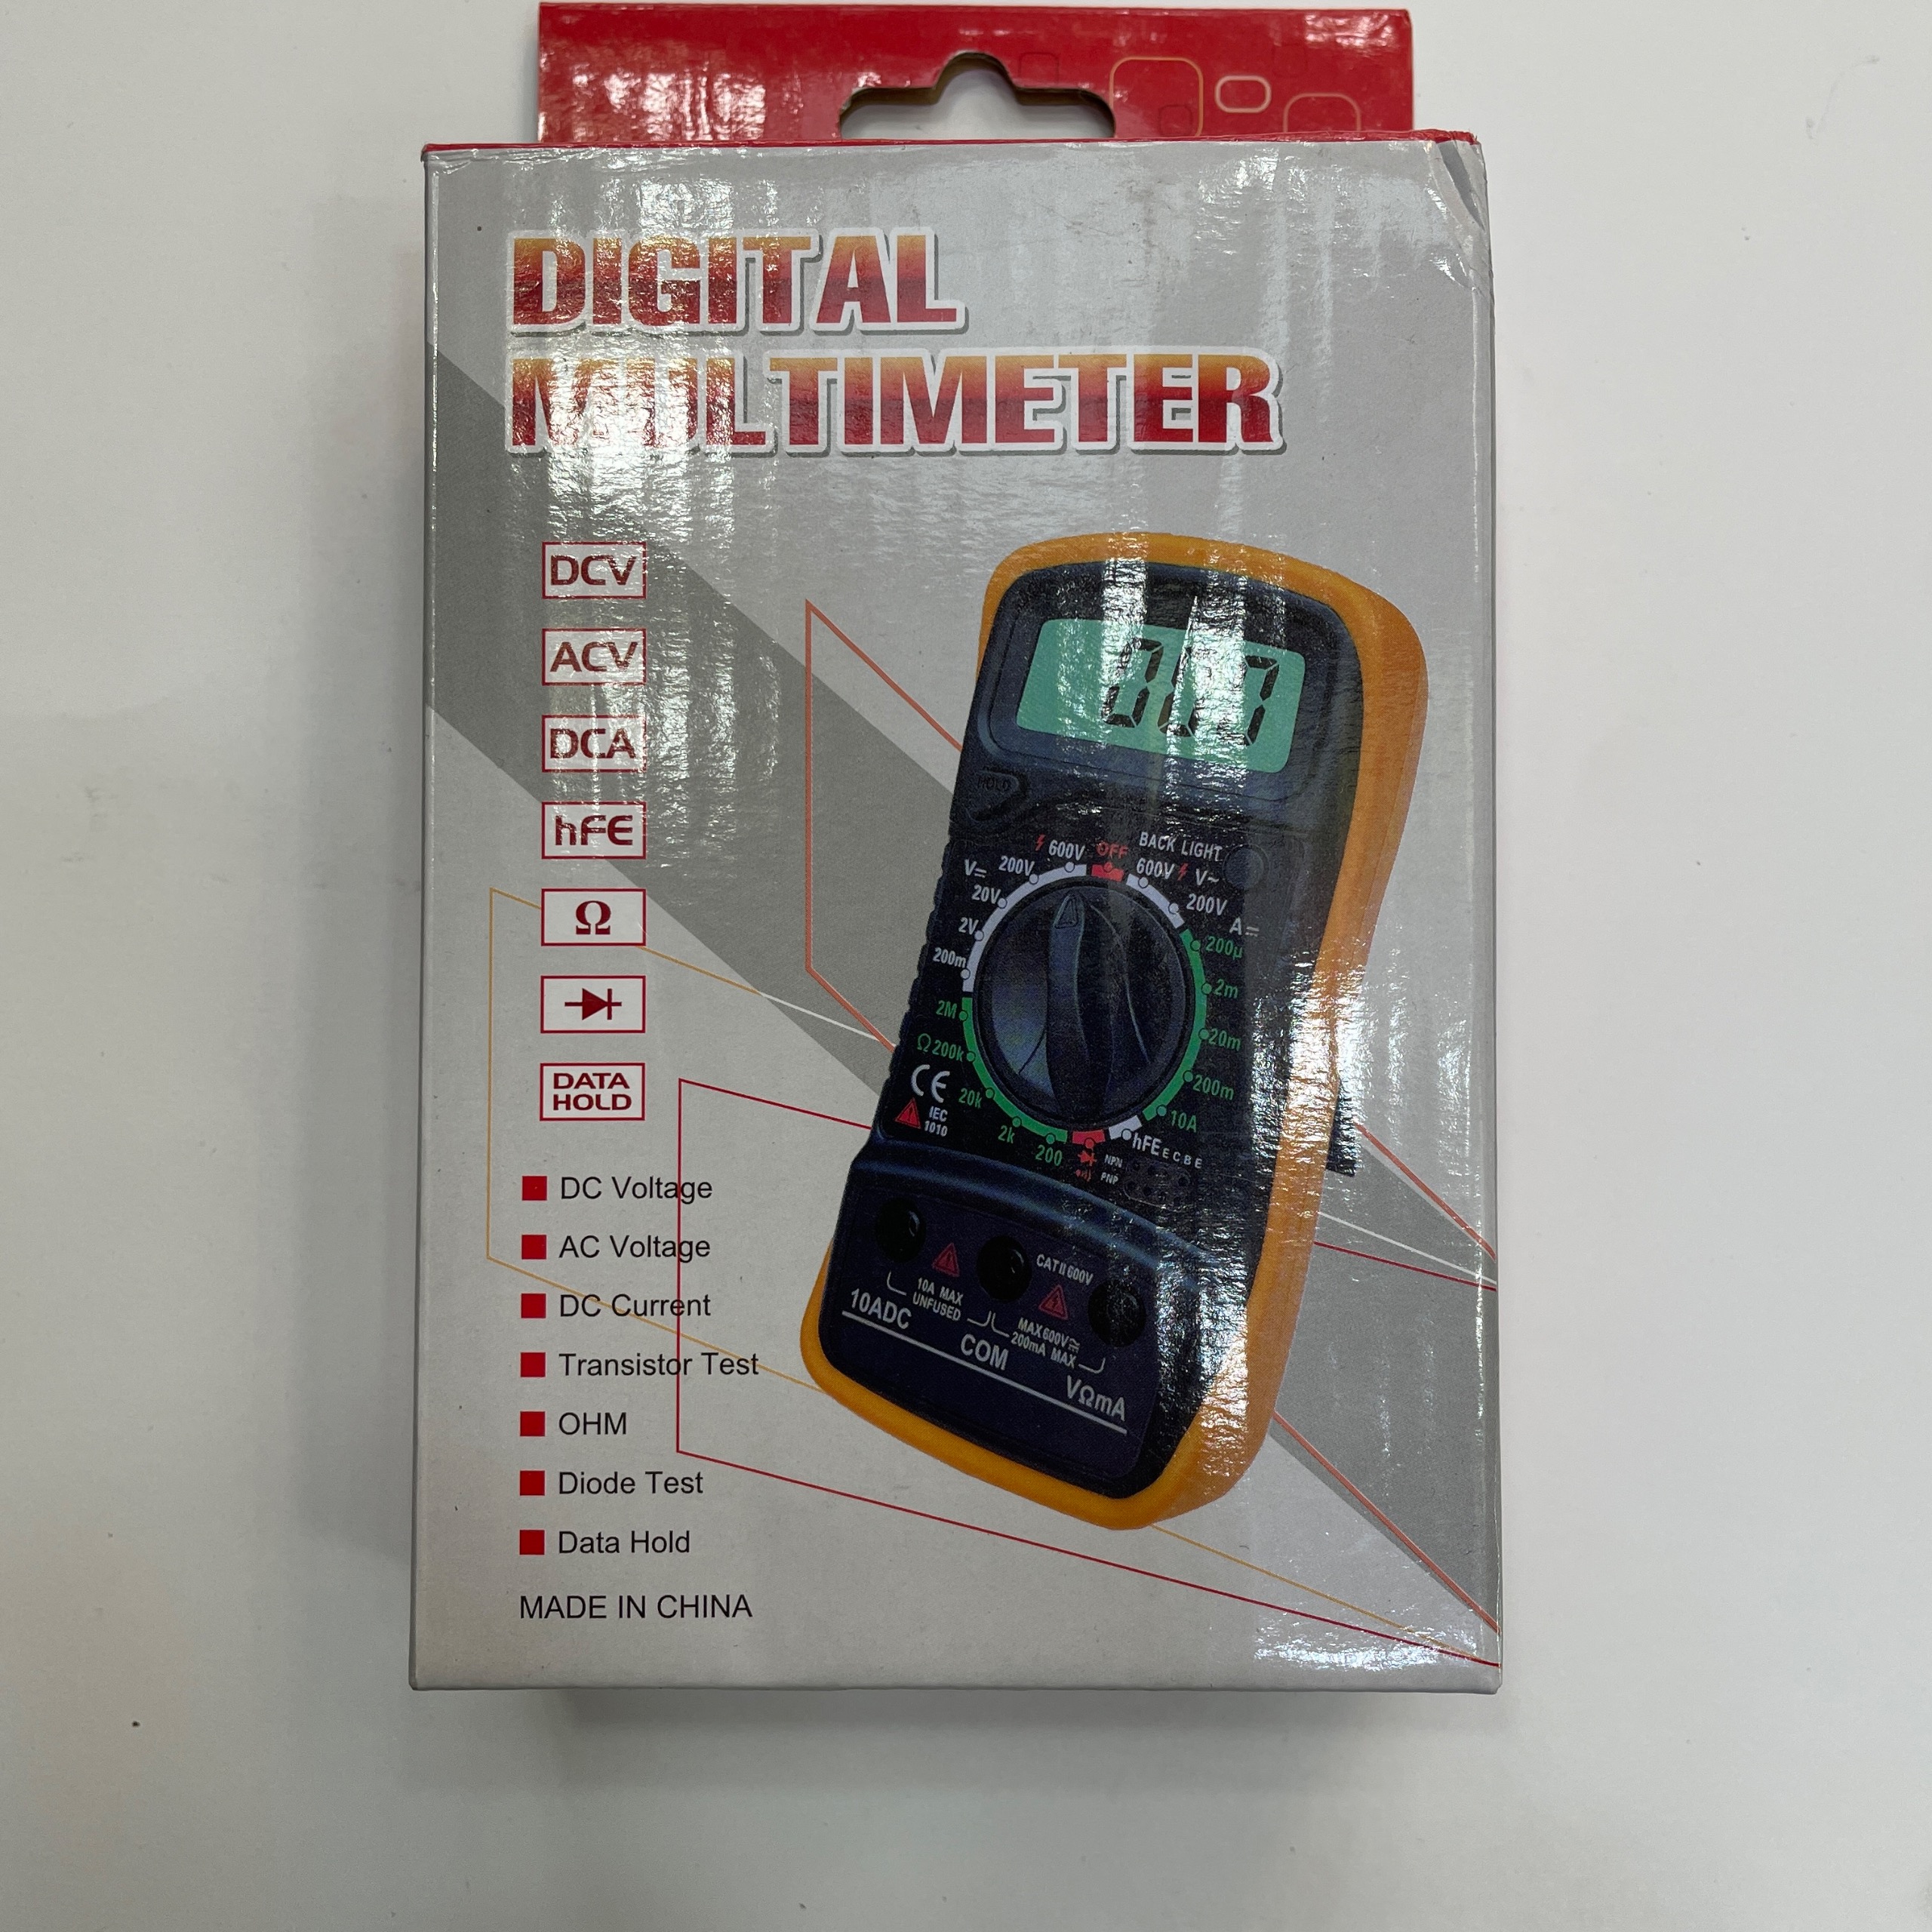 DIGITAL
MULTIMETER
DCV
ACV
DCA
hFE
Ω
DATA
HOLD
DC Voltage
AC Voltage
DC Current
Transistor Test
OHM
Diode Test
Data Hold
MADE IN CHINA
HOLD
BACK LIGHT
OFF
600V
200V
V⎓
20V
2V
200m
2M
Ω 200k
20k
2k
200
600V
V~
200V
A⎓
200µ
2m
20m
200m
10A
hFE
E C B E
NPN
PNP
CE
IEC
1010
CAT II 600V
10A MAX
UNFUSED
10ADC
COM
MAX 600V
200mA MAX
VΩmA